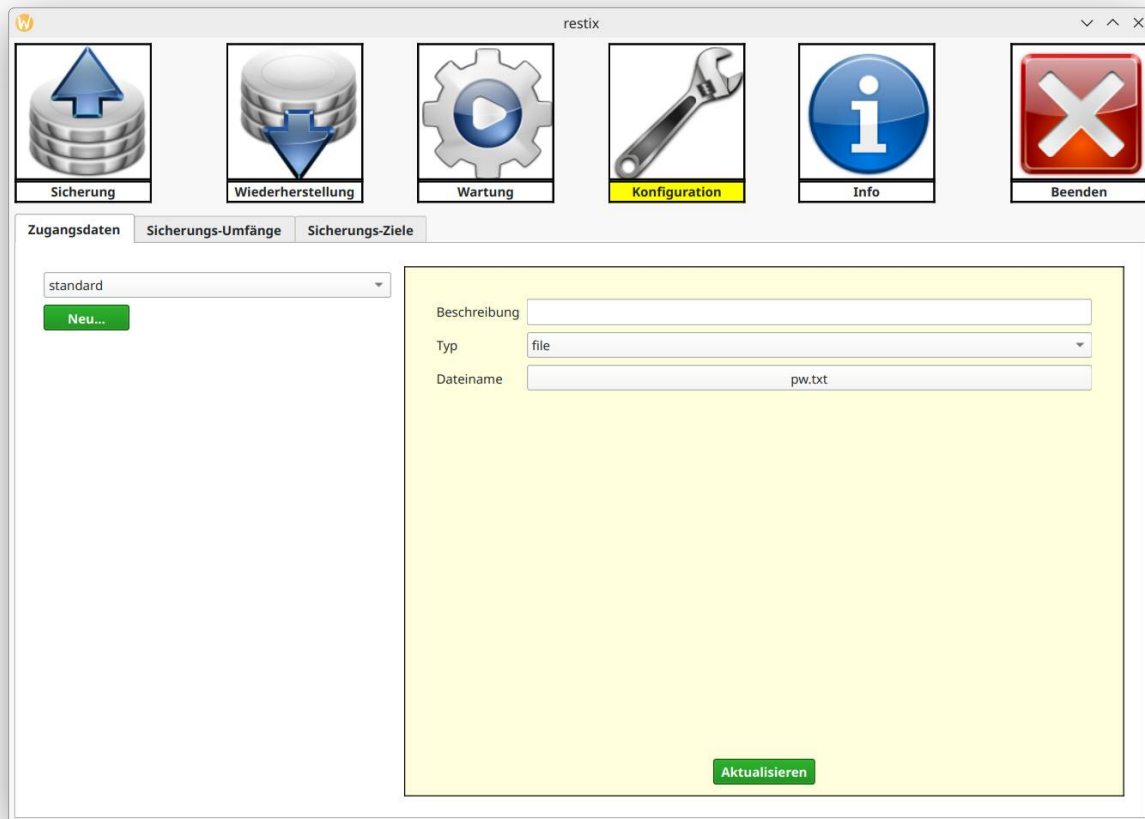 restix
Sicherung
Wiederherstellung
Wartung
Konfiguration
Info
Beenden
Zugangsdaten
Sicherungs-Umfänge
Sicherungs-Ziele
standard
Neu...
Beschreibung
Typ
file
Dateiname
pw.txt
Aktualisieren